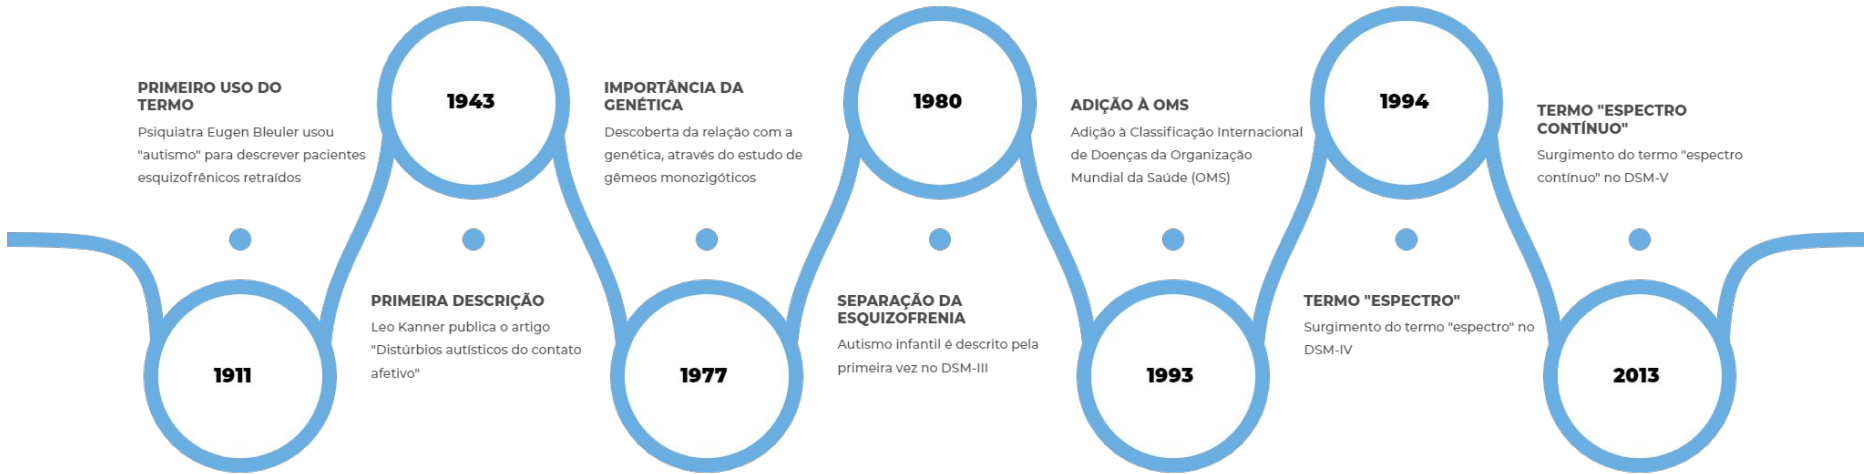 1911
PRIMEIRO USO DO
TERMO
Psiquiatra Eugen Bleuler usou
"autismo" para descrever pacientes
esquizofrênicos retraídos
1943
PRIMEIRA DESCRIÇÃO
Leo Kanner publica o artigo
"Distúrbios autísticos do contato
afetivo"
1977
IMPORTÂNCIA DA
GENÉTICA
Descoberta da relação com a
genética, através do estudo de
gêmeos monozigóticos
1980
SEPARAÇÃO DA
ESQUIZOFRENIA
Autismo infantil é descrito pela
primeira vez no DSM-III
1993
ADIÇÃO À OMS
Adição à Classificação Internacional
de Doenças da Organização
Mundial da Saúde (OMS)
1994
TERMO "ESPECTRO"
Surgimento do termo "espectro" no
DSM-IV
2013
TERMO "ESPECTRO
CONTÍNUO"
Surgimento do termo "espectro
contínuo" no DSM-V